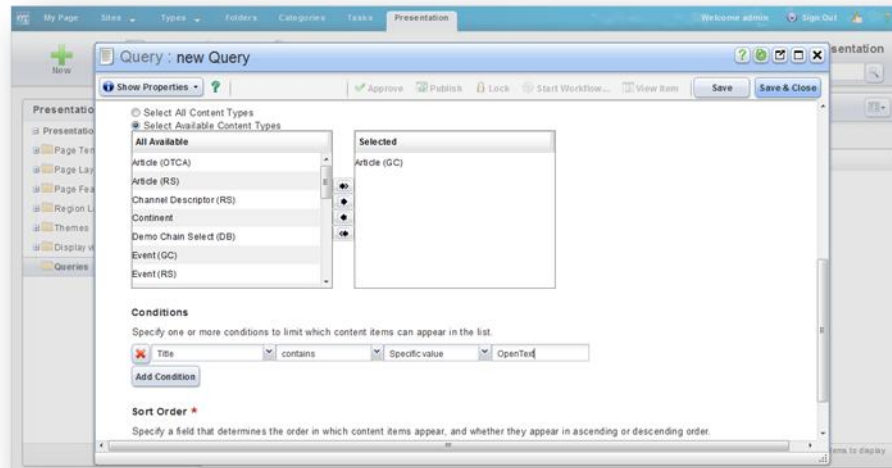 My Page Sites Types Folders Categories Tasks Presentation Welcome admin Sign Out
New
Query : new Query
Show Properties Approve Publish Lock Start Workflow... View Item Save Save & Close
Select All Content Types
Select Available Content Types
All Available Selected
Article (OTCA) Article (GC)
Article (RS)
Channel Descriptor (RS)
Continent
Demo Chain Select (DB)
Event (GC)
Event (RS)
Presentatio
Presentatio
Page Tem
Page Lay
Page Fea
Region L
Themes
Display v
Queries
sentation
Conditions
Specify one or more conditions to limit which content items can appear in the list.
Title contains Specific value OpenText
Add Condition
Sort Order *
Specify a field that determines the order in which content items appear, and whether they appear in ascending or descending order.
ems to display